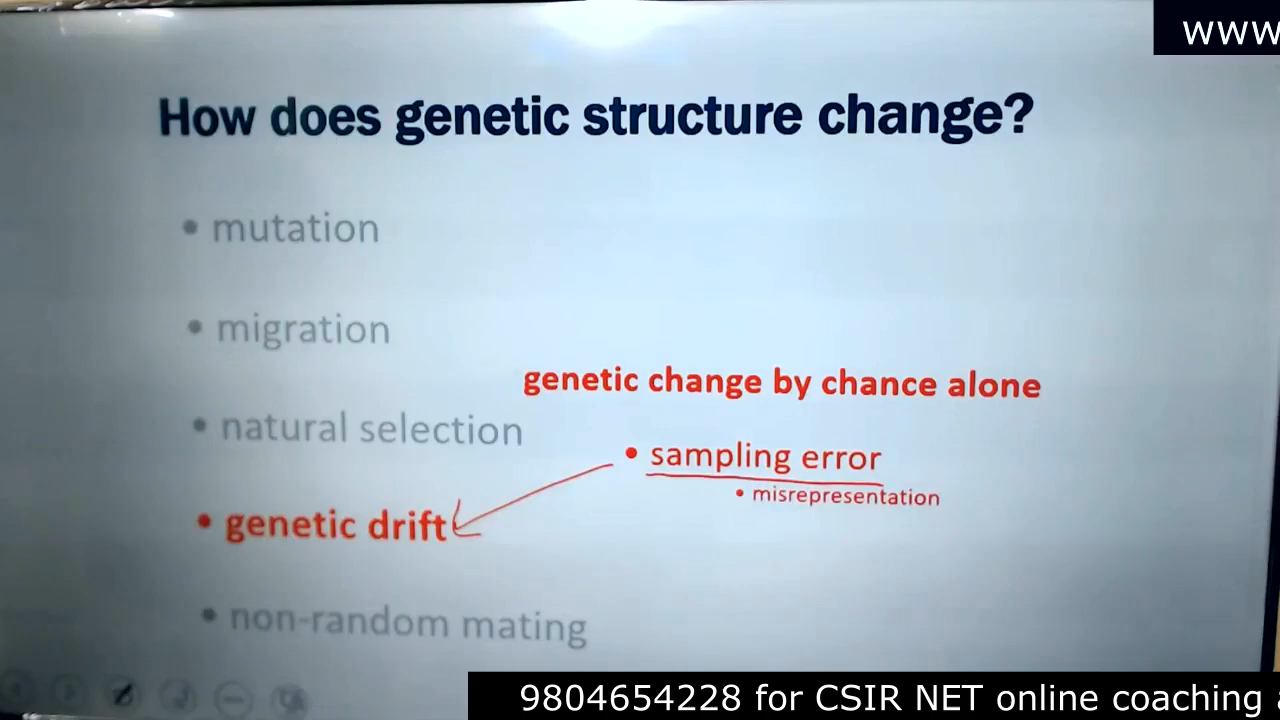 www
How does genetic structure change?
• mutation
• migration
genetic change by chance alone
• natural selection
• sampling error
• misrepresentation
• genetic drift
• non-random mating
9804654228 for CSIR NET online coaching